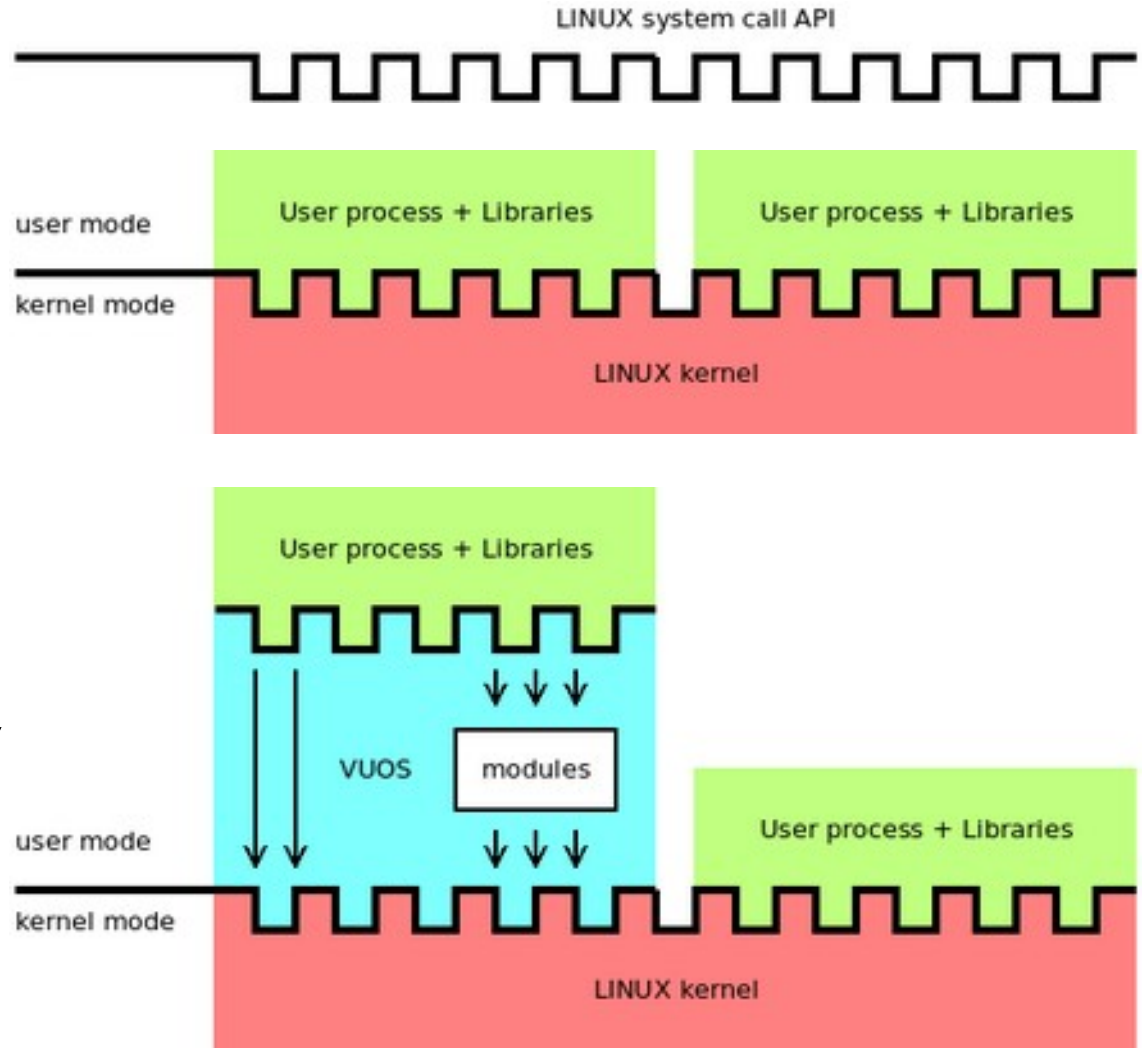 LINUX system call API
User process + Libraries
User process + Libraries
user mode
kernel mode
LINUX kernel
User process + Libraries
VUOS
modules
user mode
User process + Libraries
kernel mode
LINUX kernel